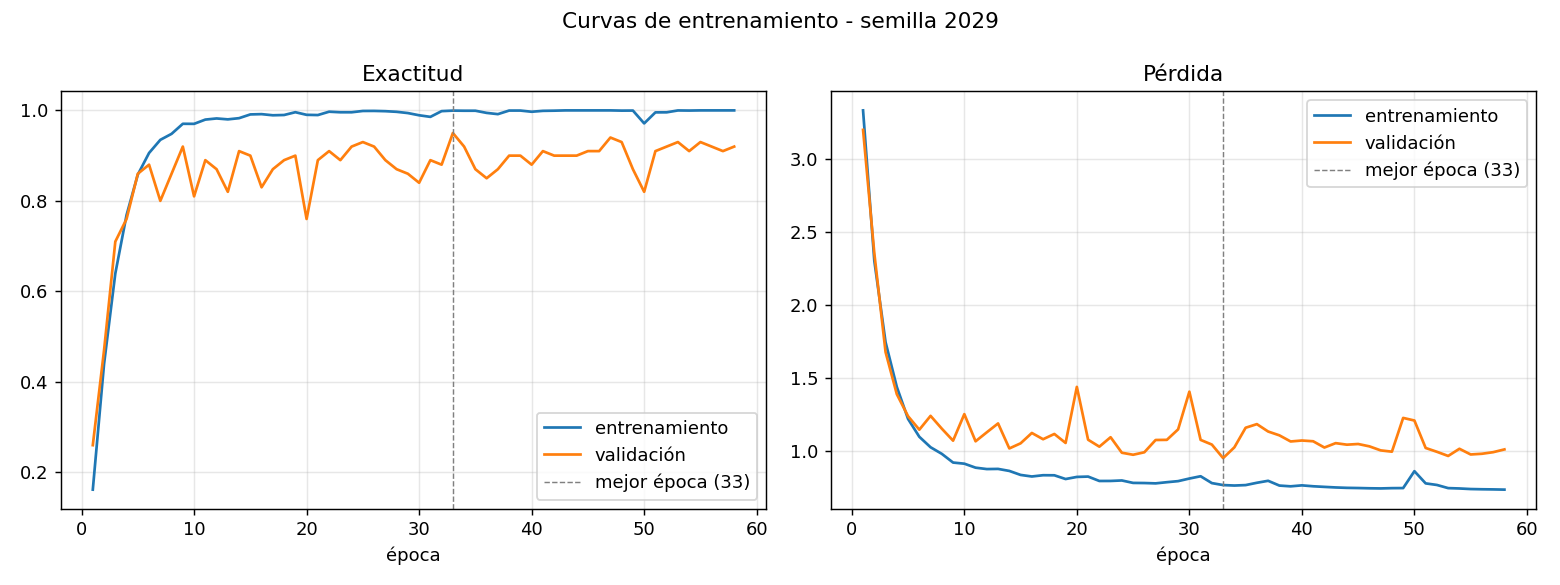 Curvas de entrenamiento - semilla 2029
Exactitud
1.0
0.8
0.6
0.4
0.2
0 10 20 30 40 50 60
época
entrenamiento
validación
mejor época (33)
Pérdida
3.0
2.5
2.0
1.5
1.0
0 10 20 30 40 50 60
época
entrenamiento
validación
mejor época (33)